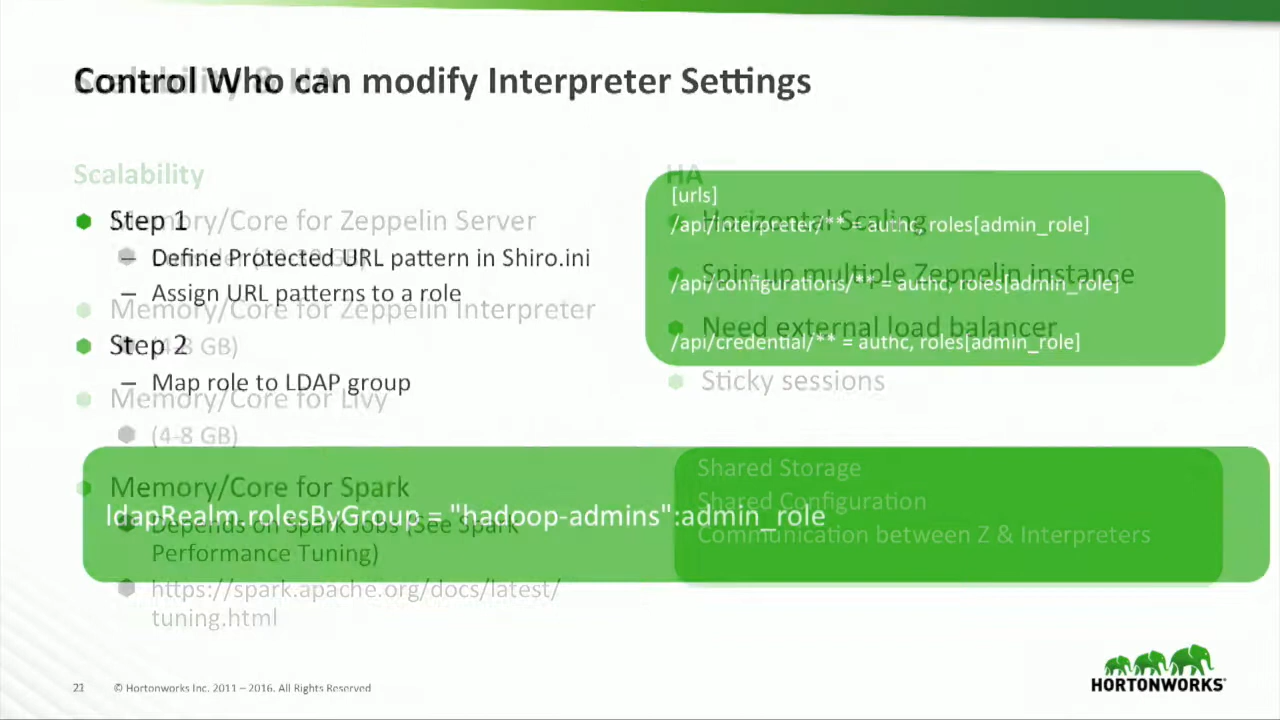 Control Who can modify Interpreter Settings
Scalability & HA
Step 1
Define Protected URL pattern in Shiro.ini
Assign URL patterns to a role
Step 2
Map role to LDAP group
[urls]
/api/interpreter/** = authc, roles[admin_role]
/api/configurations/** = authc, roles[admin_role]
/api/credential/** = authc, roles[admin_role]
ldapRealm.rolesByGroup = "hadoop-admins":admin_role
Scalability
Memory/Core for Zeppelin Server
Memory/Core for Zeppelin Interpreter
(4-8 GB)
Memory/Core for Livy
(4-8 GB)
Memory/Core for Spark
Depends on Spark Jobs (See Spark
Performance Tuning)
https://spark.apache.org/docs/latest/
tuning.html
HA
Horizontal Scaling
Spin up multiple Zeppelin instance
Need external load balancer
Sticky sessions
Shared Storage
Shared Configuration
Communication between Z & Interpreters
© Hortonworks Inc. 2011 – 2016. All Rights Reserved
HORTONWORKS